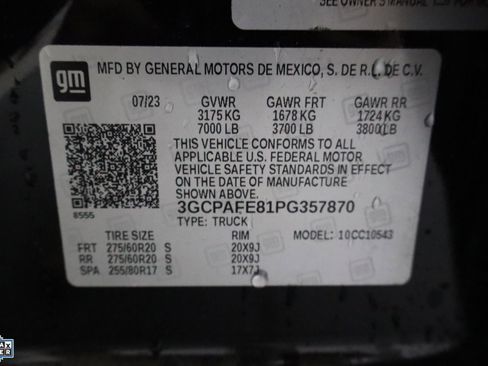 SEE OWNER'S MANUAL
gm
MFD BY GENERAL MOTORS DE MEXICO, S. DE R.L. DE C.V.
07/23 GVWR GAWR FRT GAWR RR
3175 KG 1678 KG 1724 KG
7000 LB 3700 LB 3800 LB
THIS VEHICLE CONFORMS TO ALL
APPLICABLE U.S. FEDERAL MOTOR
VEHICLE SAFETY STANDARDS IN EFFECT
ON THE DATE OF MANUFACTURE
SHOWN ABOVE.
8555 3GCPAFE81PG357870
TYPE: TRUCK MODEL: 10CC10543
TIRE SIZE RIM
FRT 275/60R20 S 20X9J
RR 275/60R20 S 20X9J
SPA 255/80R17 S 17X7J